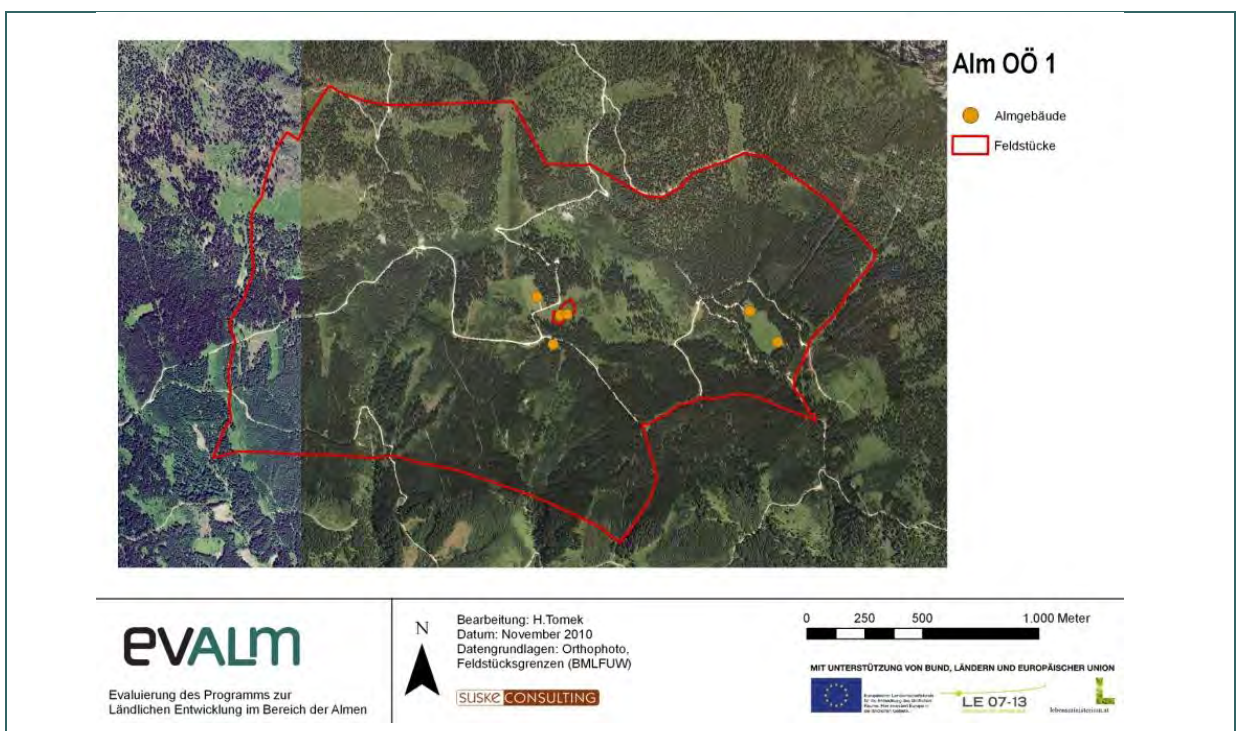 Alm OÖ 1
Almgebäude
Feldstücke
evALM
Evaluierung des Programms zur
Ländlichen Entwicklung im Bereich der Almen
N
Bearbeitung: H.Tomek
Datum: November 2010
Datengrundlagen: Orthophoto,
Feldstücksgrenzen (BMLFUW)
SUSKE CONSULTING
0 250 500 1.000 Meter
MIT UNTERSTÜTZUNG VON BUND, LÄNDERN UND EUROPÄISCHER UNION
LE 07-13
lebensministerium.at